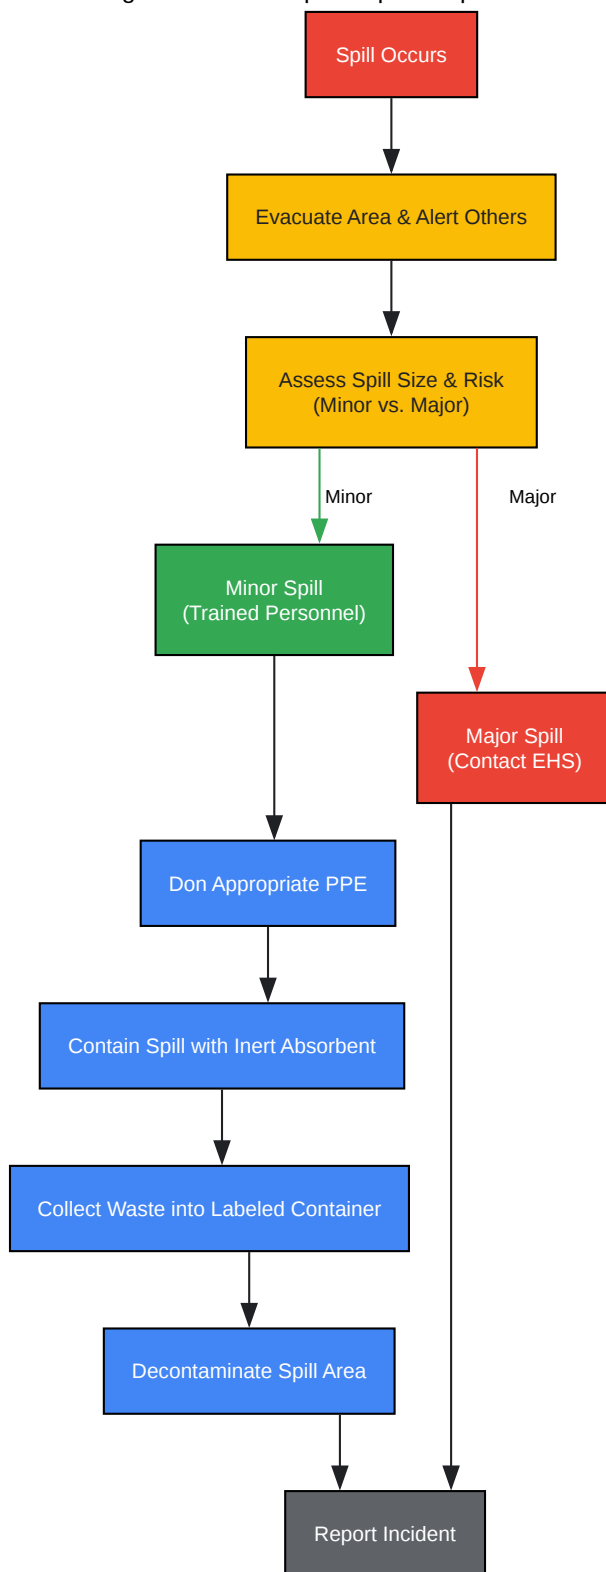 Spill Occurs
Evacuate Area & Alert Others
Assess Spill Size & Risk
(Minor vs. Major)
Minor
Major
Minor Spill
(Trained Personnel)
Major Spill
(Contact EHS)
Don Appropriate PPE
Contain Spill with Inert Absorbent
Collect Waste into Labeled Container
Decontaminate Spill Area
Report Incident